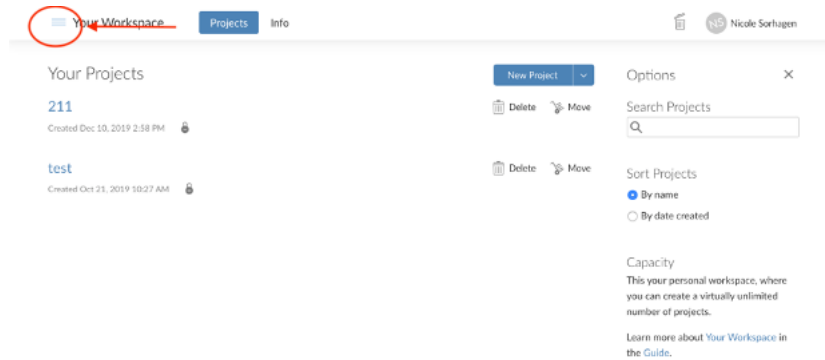 Your Workspace Projects Info NS Nicole Sorhagen
Your Projects
New Project
211
Delete Move
Created Dec 10, 2019 2:58 PM
test
Delete Move
Created Oct 21, 2019 10:27 AM
Options
Search Projects
Sort Projects
By name
By date created
Capacity
This your personal workspace, where
you can create a virtually unlimited
number of projects.
Learn more about Your Workspace in
the Guide.